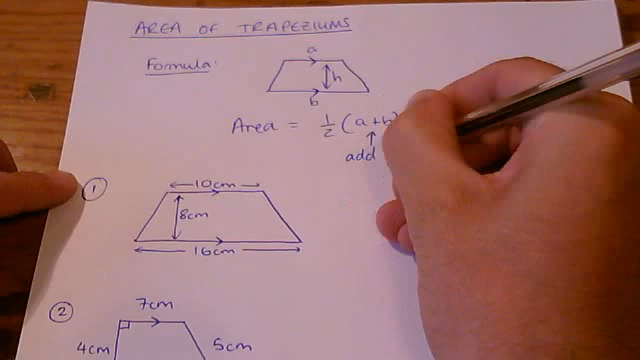 AREA OF TRAPEZIUMS
Formula:
a
h
b
Area = 1/2 (a+b)
add
1
10cm
8cm
16cm
2
7cm
4cm
5cm